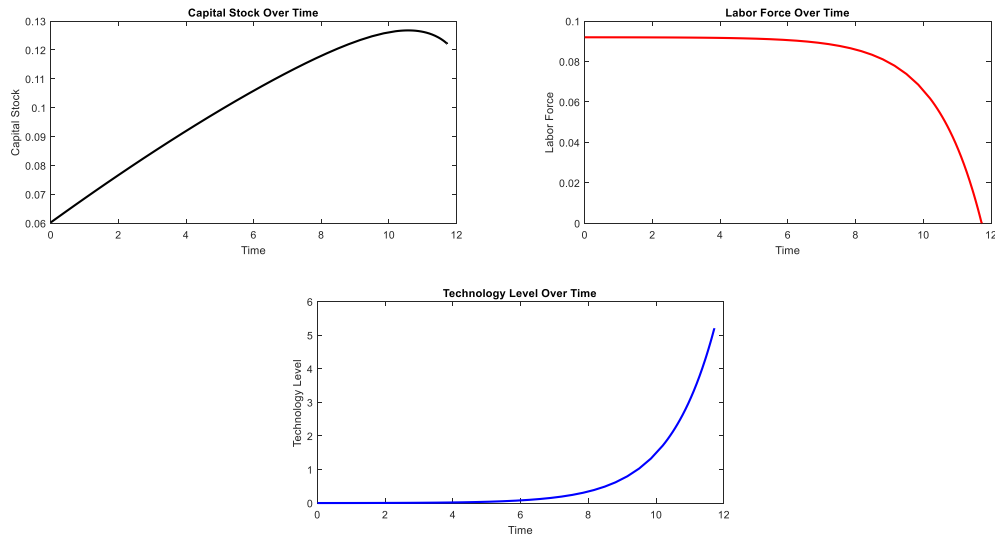 Capital Stock Over Time
0.13
0.12
0.11
0.1
0.09
0.08
0.07
0.06
Capital Stock
0 2 4 6 8 10 12
Time
Labor Force Over Time
0.1
0.08
0.06
0.04
0.02
0
Labor Force
0 2 4 6 8 10 12
Time
Technology Level Over Time
6
5
4
3
2
1
0
Technology Level
0 2 4 6 8 10 12
Time